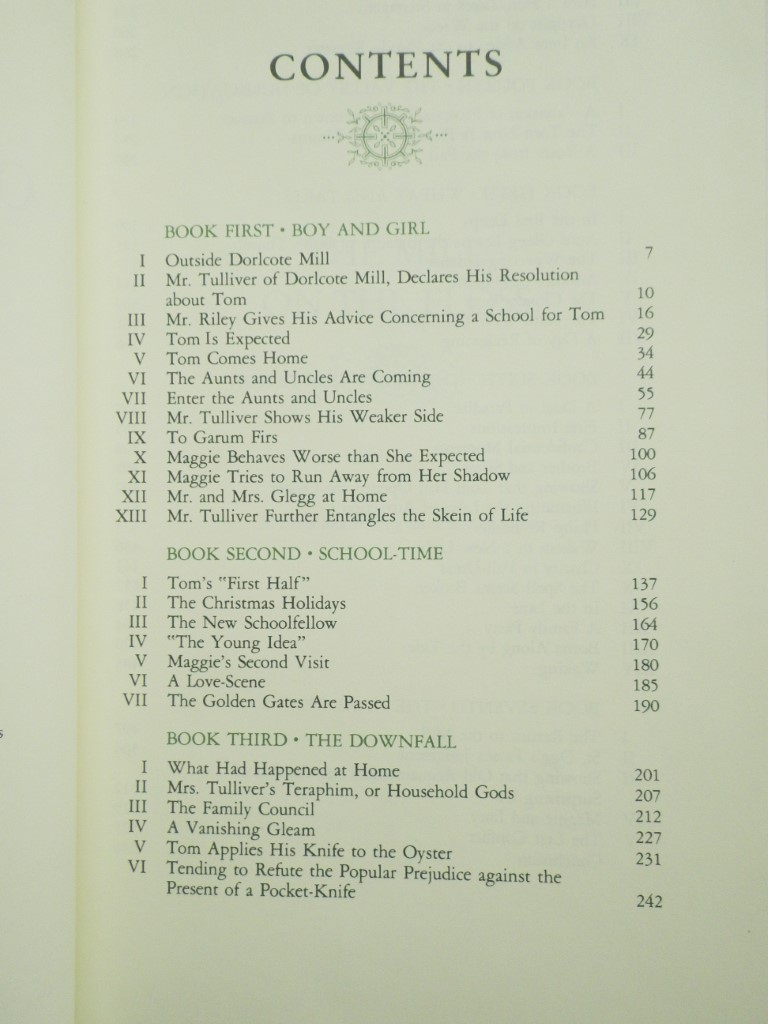 CONTENTS
BOOK FIRST • BOY AND GIRL
I Outside Dorlcote Mill 7
II Mr. Tulliver of Dorlcote Mill, Declares His Resolution
about Tom 10
III Mr. Riley Gives His Advice Concerning a School for Tom 16
IV Tom Is Expected 29
V Tom Comes Home 34
VI The Aunts and Uncles Are Coming 44
VII Enter the Aunts and Uncles 55
VIII Mr. Tulliver Shows His Weaker Side 77
IX To Garum Firs 87
X Maggie Behaves Worse than She Expected 100
XI Maggie Tries to Run Away from Her Shadow 106
XII Mr. and Mrs. Glegg at Home 117
XIII Mr. Tulliver Further Entangles the Skein of Life 129
BOOK SECOND • SCHOOL-TIME
I Tom's "First Half" 137
II The Christmas Holidays 156
III The New Schoolfellow 164
IV "The Young Idea" 170
V Maggie's Second Visit 180
VI A Love-Scene 185
VII The Golden Gates Are Passed 190
BOOK THIRD • THE DOWNFALL
I What Had Happened at Home 201
II Mrs. Tulliver's Teraphim, or Household Gods 207
III The Family Council 212
IV A Vanishing Gleam 227
V Tom Applies His Knife to the Oyster 231
VI Tending to Refute the Popular Prejudice against the
Present of a Pocket-Knife 242